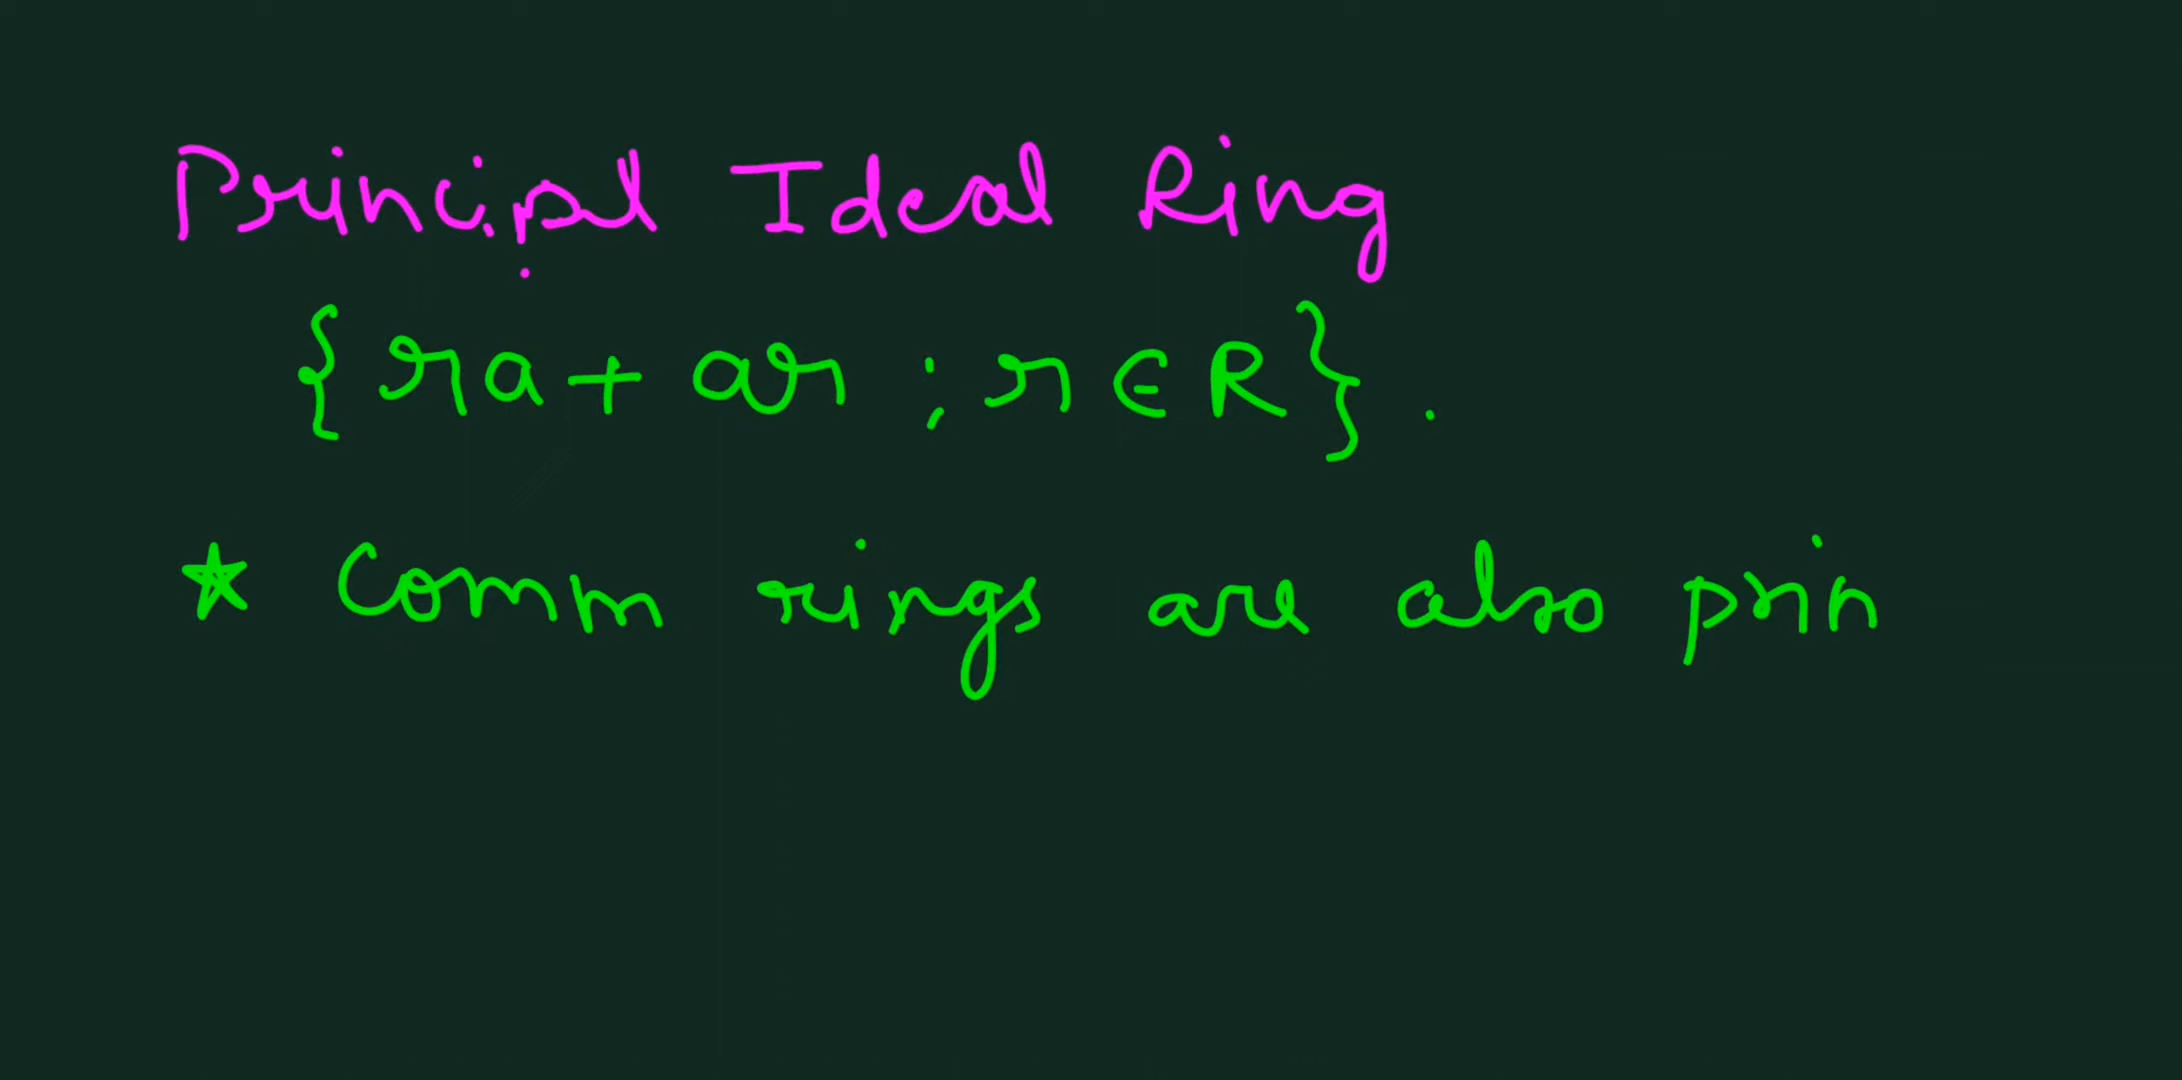 Principal Ideal Ring
{ra + ar ; r ∈ R}.
* Comm rings are also prin